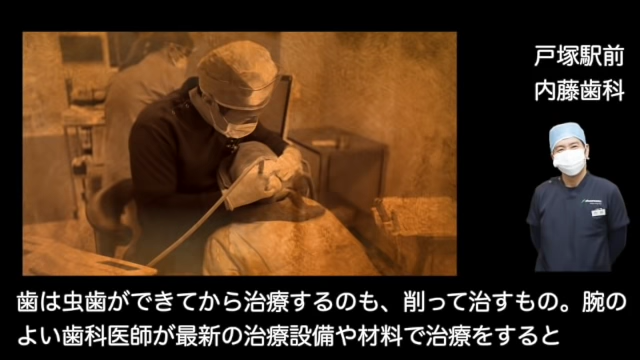 戸塚駅前
内藤歯科
歯は虫歯ができてから治療するのも、削って治すもの。腕の
よい歯科医師が最新の治療設備や材料で治療をすると